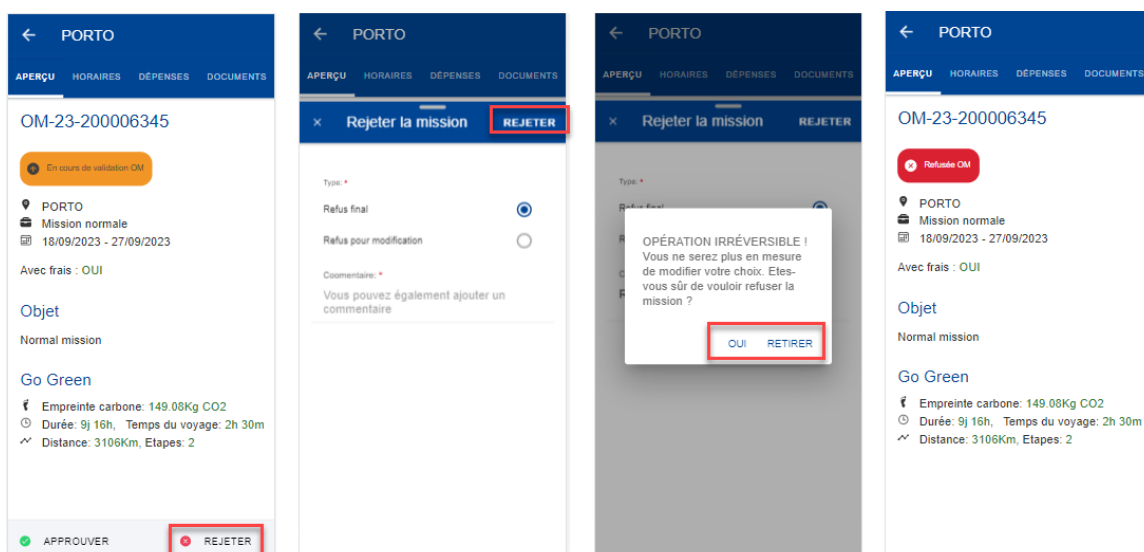 PORTO
APERÇU HORAIRES DÉPENSES DOCUMENTS
OM-23-200006345
En cours de validation OM
PORTO
Mission normale
18/09/2023 - 27/09/2023
Avec frais : OUI
Objet
Normal mission
Go Green
Empreinte carbone: 149.08Kg CO2
Durée: 9j 16h, Temps du voyage: 2h 30m
Distance: 3106Km, Etapes: 2
APPROUVER REJETER
PORTO
APERÇU HORAIRES DÉPENSES DOCUMENTS
× Rejeter la mission REJETER
Type: *
Refus final
Refus pour modification
Coomentaire: *
Vous pouvez également ajouter un
commentaire
PORTO
APERÇU HORAIRES DÉPENSES DOCUMENTS
× Rejeter la mission REJETER
Type: *
OPÉRATION IRRÉVERSIBLE !
Vous ne serez plus en mesure
de modifier votre choix. Etes-
vous sûr de vouloir refuser la
mission ?
OUI RETIRER
PORTO
APERÇU HORAIRES DÉPENSES DOCUMENTS
OM-23-200006345
Refusée OM
PORTO
Mission normale
18/09/2023 - 27/09/2023
Avec frais : OUI
Objet
Normal mission
Go Green
Empreinte carbone: 149.08Kg CO2
Durée: 9j 16h, Temps du voyage: 2h 30m
Distance: 3106Km, Etapes: 2